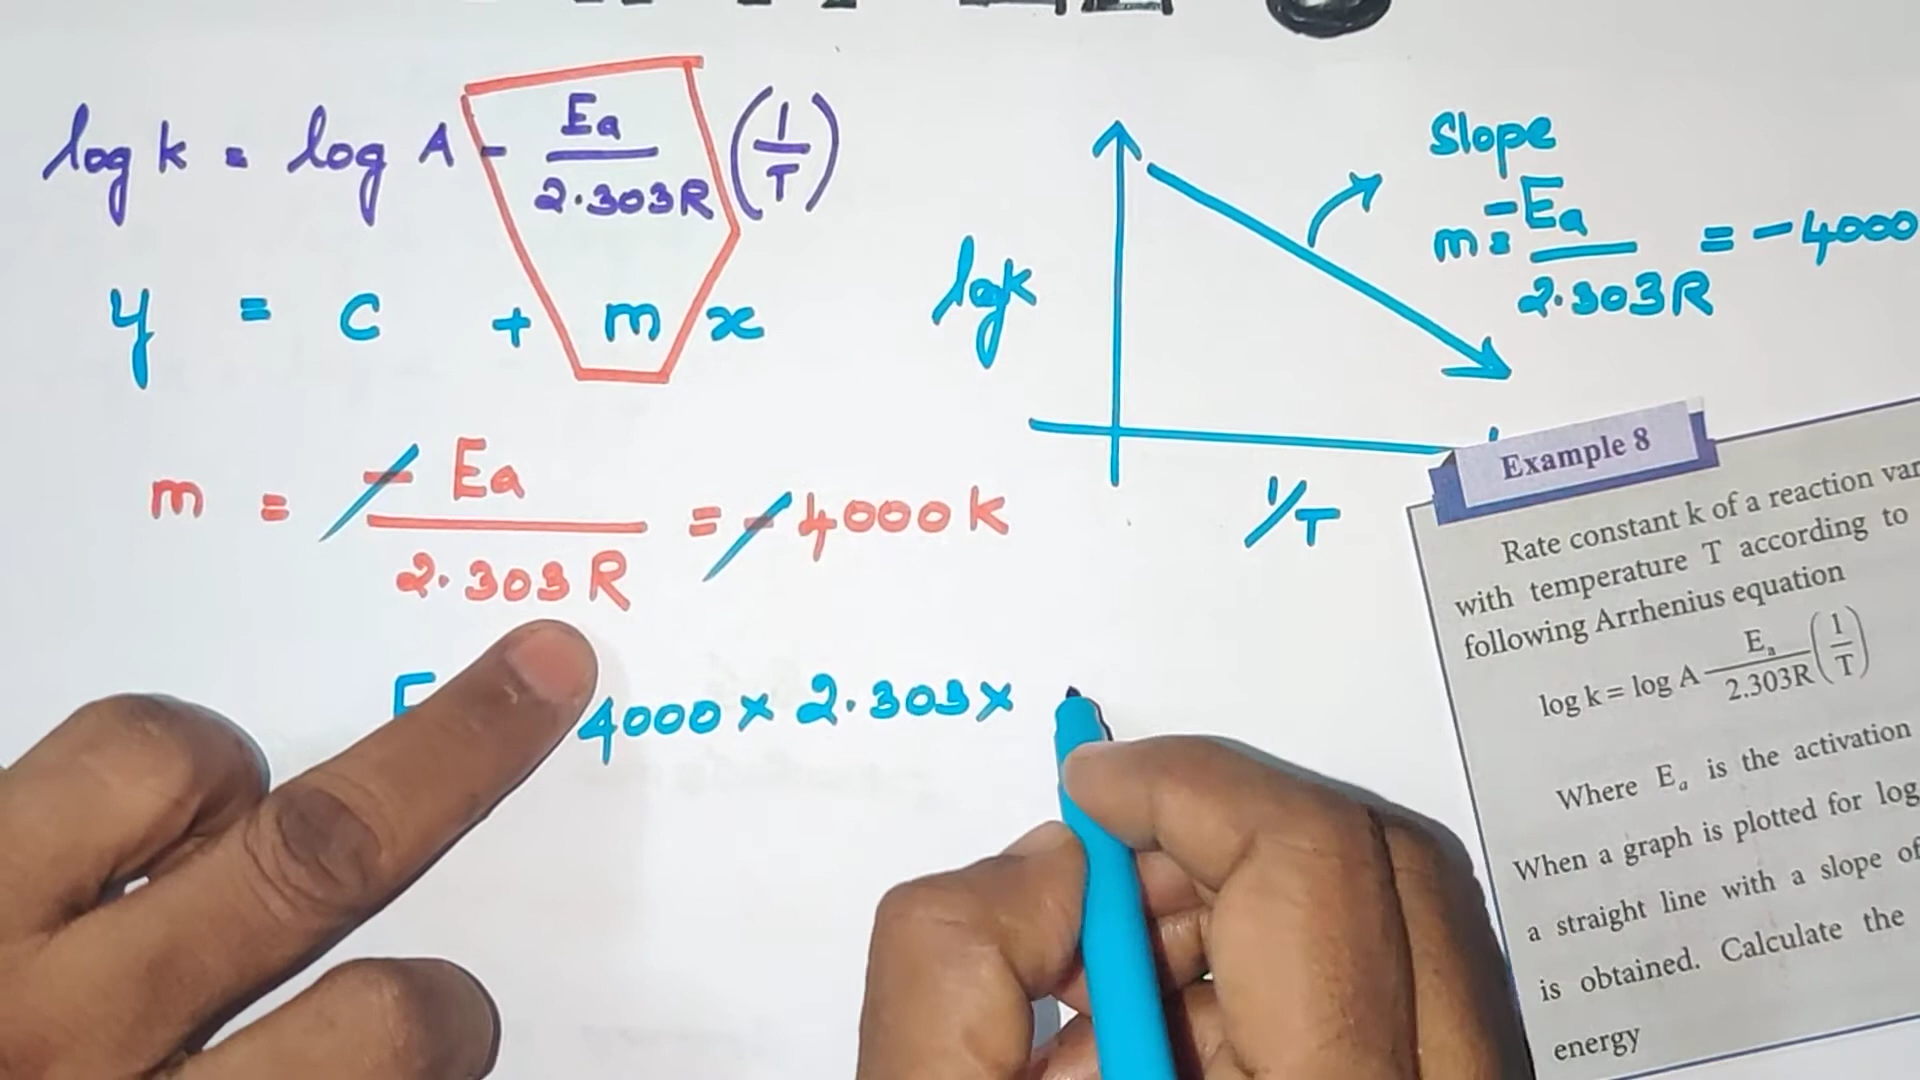 log k = log A - Ea/2.303R (1/T)
y = c + m x
m = - Ea/2.303R = - 4000 K
4000 × 2.303 ×
log k
1/T
Slope
m = -Ea/2.303R = - 4000
Example 8
Rate constant k of a reaction var
with temperature T according to
following Arrhenius equation
log k = log A - Ea/2.303R (1/T)
Where Ea is the activation
When a graph is plotted for log
a straight line with a slope of
is obtained. Calculate the
energy